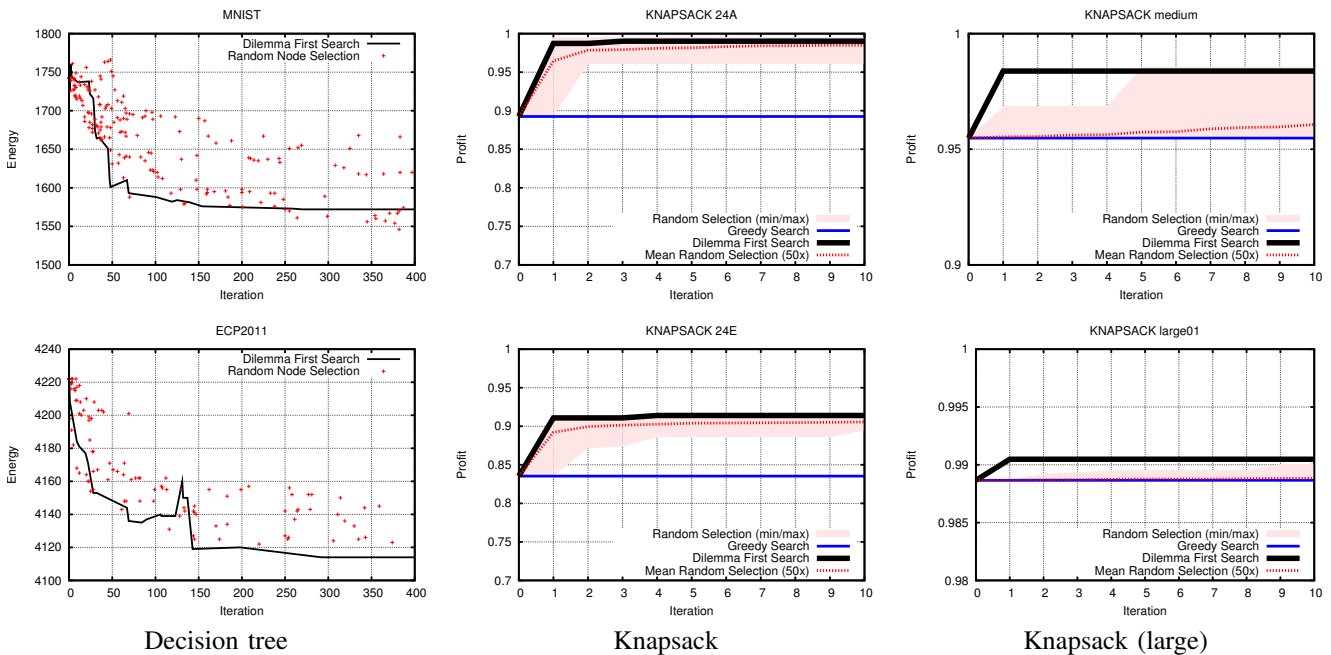 MNIST
1800
1750
1700
1650
1600
1550
1500
Energy
0 50 100 150 200 250 300 350 400
Iteration
Dilemma First Search
Random Node Selection
KNAPSACK 24A
1
0.95
0.9
0.85
0.8
0.75
0.7
Profit
0 1 2 3 4 5 6 7 8 9 10
Iteration
Random Selection (min/max)
Greedy Search
Dilemma First Search
Mean Random Selection (50x)
KNAPSACK medium
1
0.95
0.9
Profit
0 1 2 3 4 5 6 7 8 9 10
Iteration
Random Selection (min/max)
Greedy Search
Dilemma First Search
Mean Random Selection (50x)
ECP2011
4240
4220
4200
4180
4160
4140
4120
4100
Energy
0 50 100 150 200 250 300 350 400
Iteration
Dilemma First Search
Random Node Selection
KNAPSACK 24E
1
0.95
0.9
0.85
0.8
0.75
0.7
Profit
0 1 2 3 4 5 6 7 8 9 10
Iteration
Random Selection (min/max)
Greedy Search
Dilemma First Search
Mean Random Selection (50x)
KNAPSACK large01
1
0.995
0.99
0.985
0.98
Profit
0 1 2 3 4 5 6 7 8 9 10
Iteration
Random Selection (min/max)
Greedy Search
Dilemma First Search
Mean Random Selection (50x)
Decision tree
Knapsack
Knapsack (large)